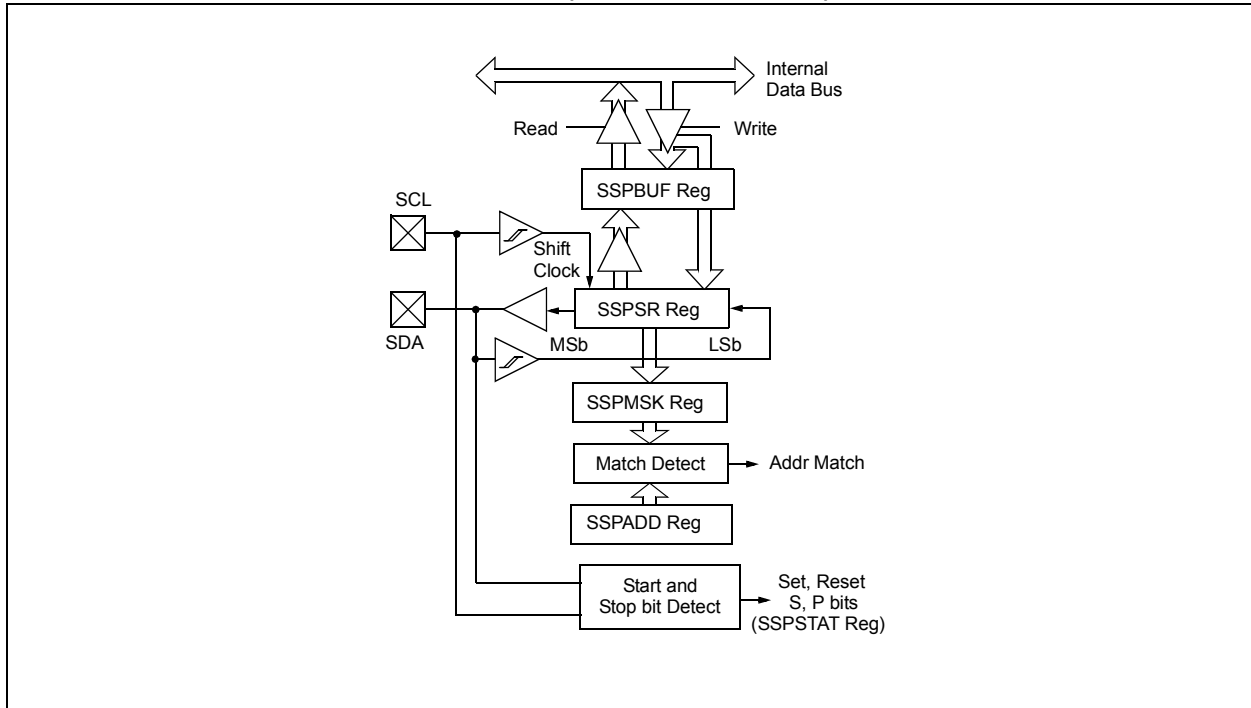 Internal
Data Bus
Read
Write
SSPBUF Reg
SCL
Shift
Clock
SSPSR Reg
SDA
MSb
LSb
SSPMSK Reg
Match Detect
Addr Match
SSPADD Reg
Start and
Stop bit Detect
Set, Reset
S, P bits
(SSPSTAT Reg)